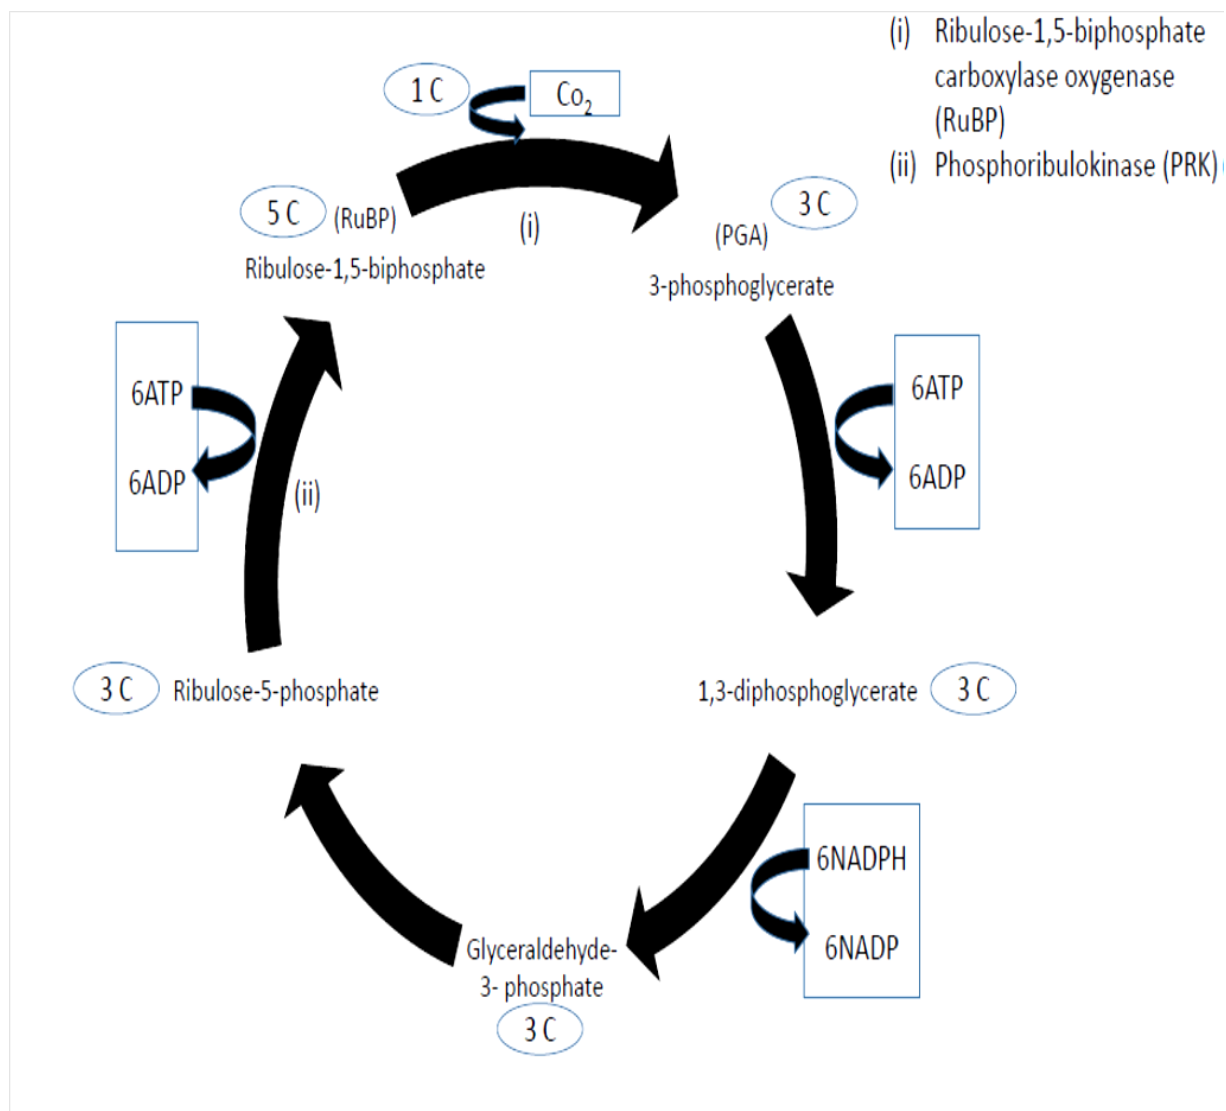 (i) Ribulose-1,5-biphosphate
carboxylase oxygenase
(RuBP)
(ii) Phosphoribulokinase (PRK) (
1 C
Co2
5 C (RuBP)
Ribulose-1,5-biphosphate
(i)
3 C
(PGA)
3-phosphoglycerate
6ATP
6ADP
(ii)
6ATP
6ADP
3 C Ribulose-5-phosphate
1,3-diphosphoglycerate 3 C
6NADPH
6NADP
Glyceraldehyde-
3- phosphate
3 C